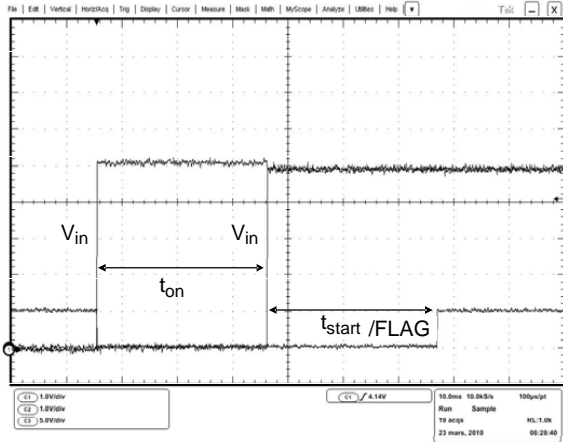 File | Edit | Vertical | Horiz/Acq | Trig | Display | Cursor | Measure | Mask | Math | MyScope | Analyze | Utilities | Help | ▼ Tek — X
Vin Vin
ton
tstart /FLAG
C1 1.0V/div
C2 1.0V/div
C3 5.0V/div
C1 4.14V
10.0ms 10.0kS/s 100µs/pt
Run Sample
19 acqs RL:1.0k
23 mars, 2010 08:28:40